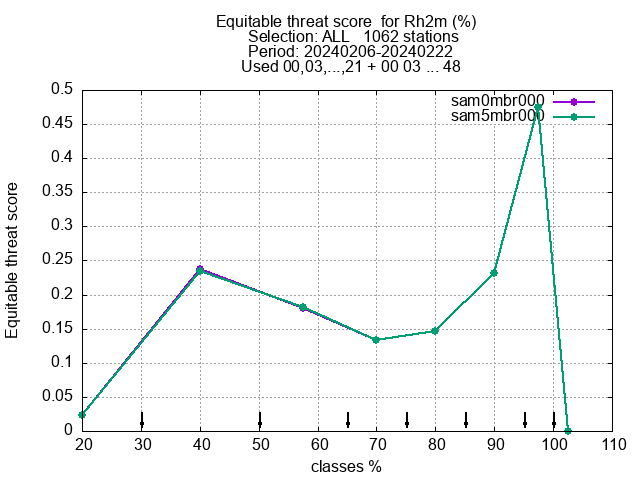 Equitable threat score  for Rh2m (%)
Selection: ALL   1062 stations
Period: 20240206-20240222
Used 00,03,...,21 + 00 03 ... 48
sam0mbr000
sam5mbr000
Equitable threat score
0.5
0.45
0.4
0.35
0.3
0.25
0.2
0.15
0.1
0.05
0
20 30 40 50 60 70 80 90 100 110
classes %